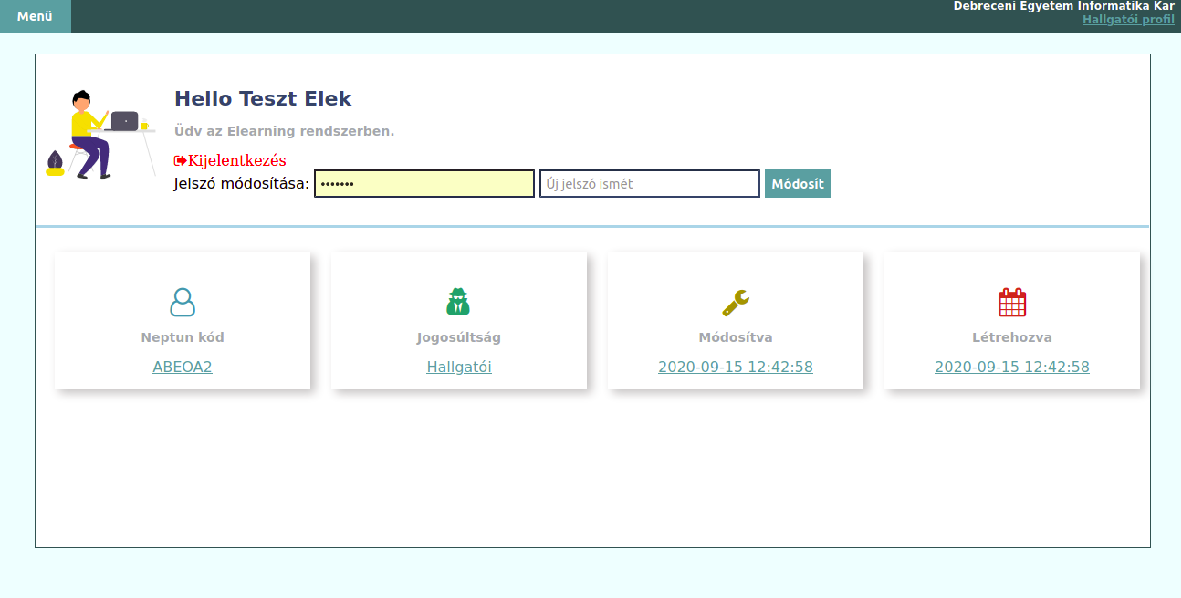 Menü
Debreceni Egyetem Informatika Kar
Hallgatói profil
Hello Teszt Elek
Üdv az Elearning rendszerben.
Kijelentkezés
Jelszó módosítása: ••••••• Új jelszó ismét Módosít
Neptun kód
ABEOA2
Jogosúltság
Hallgatói
Módosítva
2020-09-15 12:42:58
Létrehozva
2020-09-15 12:42:58